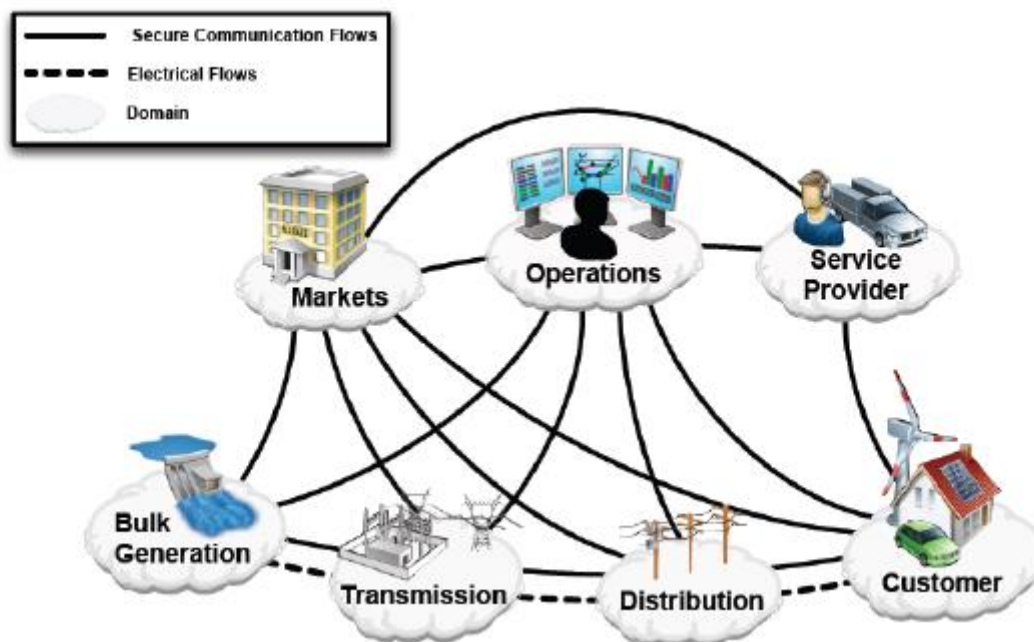 Secure Communication Flows
Electrical Flows
Domain
Markets
Operations
Service
Provider
Bulk
Generation
Transmission
Distribution
Customer